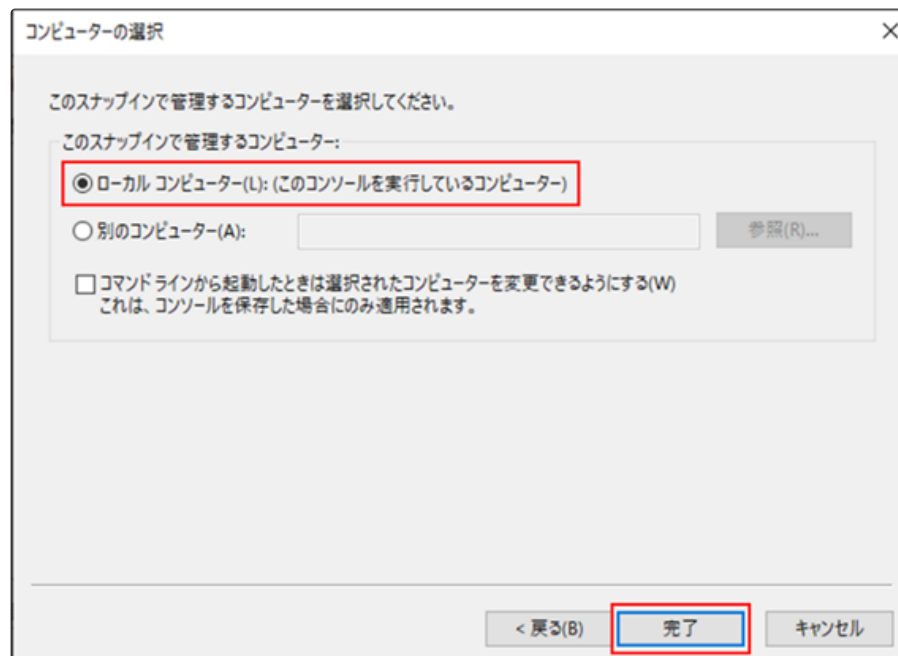 コンピューターの選択
このスナップインで管理するコンピューターを選択してください。
このスナップインで管理するコンピューター:
ローカル コンピューター(L): (このコンソールを実行しているコンピューター)
別のコンピューター(A):
参照(R)...
コマンド ラインから起動したときは選択されたコンピューターを変更できるようにする(W)
これは、コンソールを保存した場合にのみ適用されます。
< 戻る(B)
完了
キャンセル